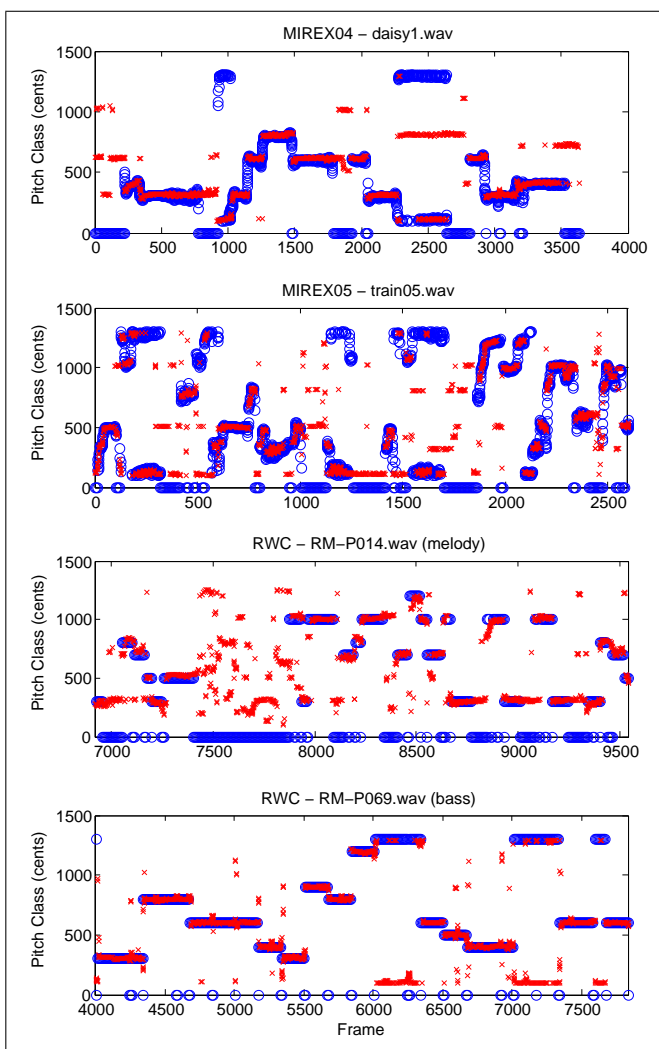 MIREX04 − daisy1.wav
1500
1000
500
0
Pitch Class (cents)
0 500 1000 1500 2000 2500 3000 3500 4000
MIREX05 − train05.wav
1500
1000
500
0
Pitch Class (cents)
0 500 1000 1500 2000 2500
RWC − RM−P014.wav (melody)
1500
1000
500
0
Pitch Class (cents)
7000 7500 8000 8500 9000 9500
RWC − RM−P069.wav (bass)
1500
1000
500
0
Pitch Class (cents)
4000 4500 5000 5500 6000 6500 7000 7500
Frame